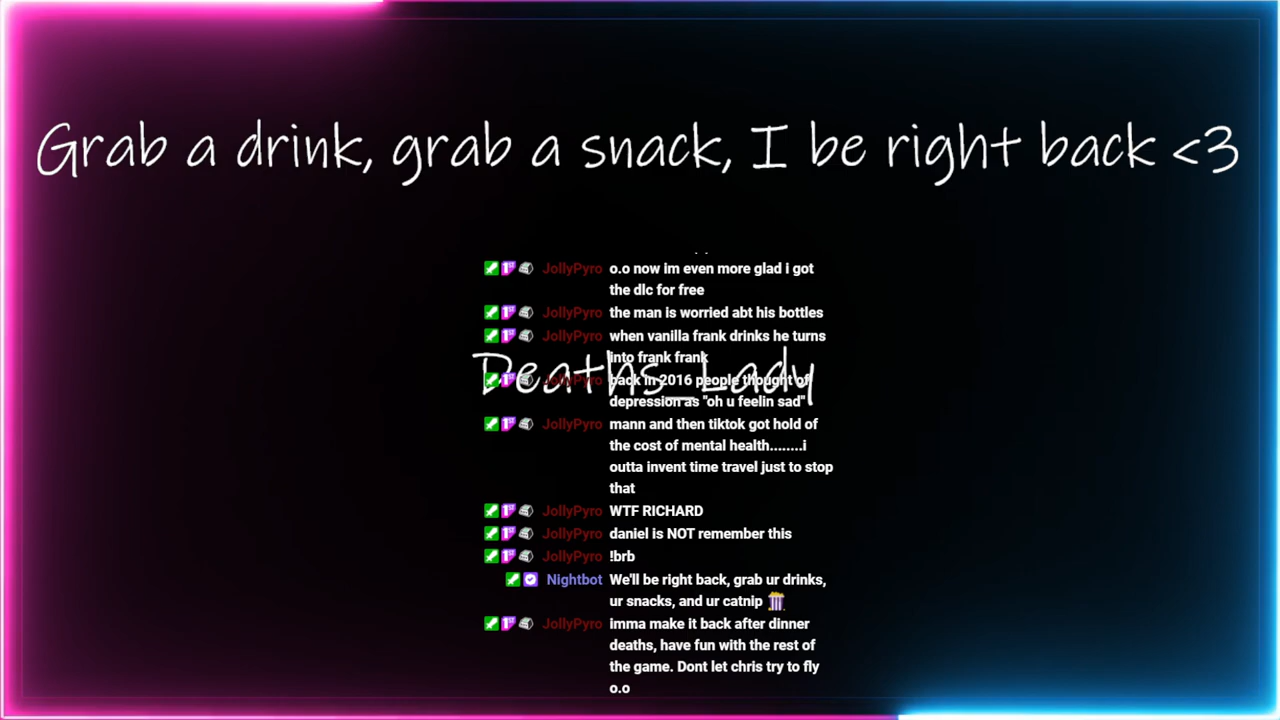 Grab a drink, grab a snack, I be right back <3
JollyPyro o.o now im even more glad i got
the dlc for free
JollyPyro the man is worried abt his bottles
JollyPyro when vanilla frank drinks he turns
into frank frank
Deaths_Lady
JollyPyro back in 2016 people thought of
depression as "oh u feelin sad"
JollyPyro mann and then tiktok got hold of
the cost of mental health........i
outta invent time travel just to stop
that
JollyPyro WTF RICHARD
JollyPyro daniel is NOT remember this
JollyPyro !brb
Nightbot We'll be right back, grab ur drinks,
ur snacks, and ur catnip 🍿
JollyPyro imma make it back after dinner
deaths, have fun with the rest of
the game. Dont let chris try to fly
o.o